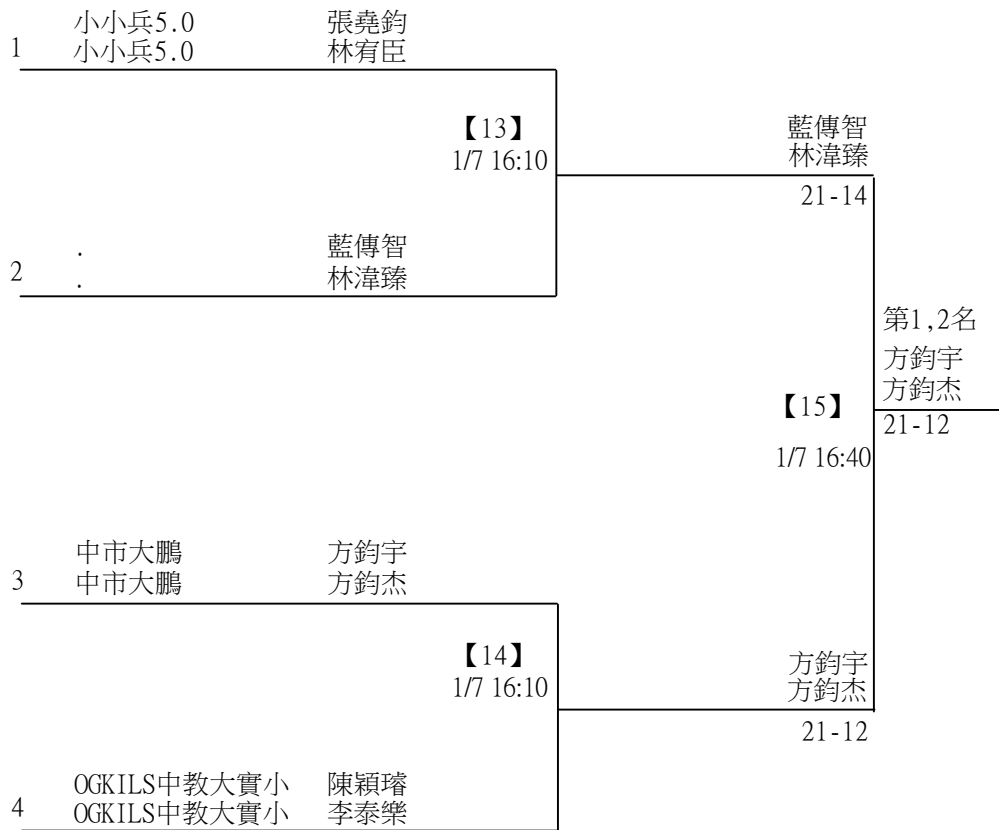 小小兵5.0 張堯鈞
1 小小兵5.0 林宥臣
【13】
1/7 16:10
藍傳智
林湋臻
21-14
. 藍傳智
2 . 林湋臻
第1,2名
方鈞宇
方鈞杰
【15】
21-12
1/7 16:40
中市大鵬 方鈞宇
3 中市大鵬 方鈞杰
【14】
1/7 16:10
方鈞宇
方鈞杰
21-12
OGKILS中教大實小 陳穎璿
4 OGKILS中教大實小 李泰樂